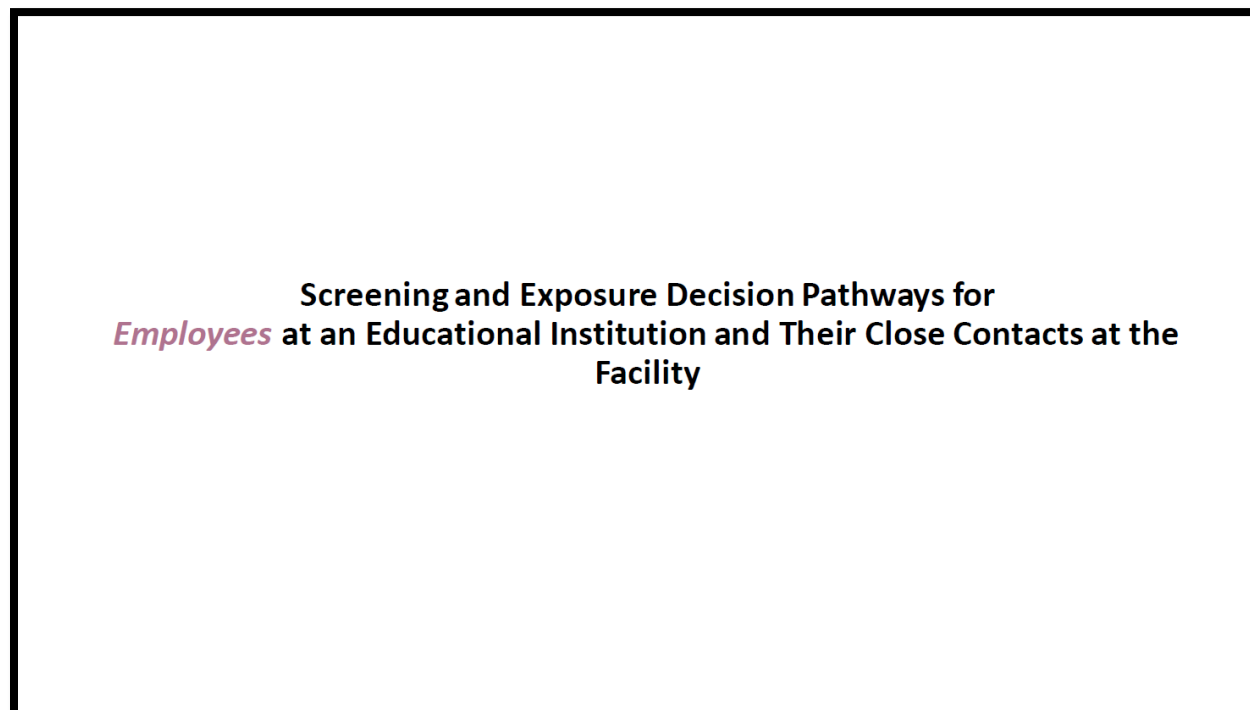 Screening and Exposure Decision Pathways for
Employees at an Educational Institution and Their Close Contacts at the
Facility